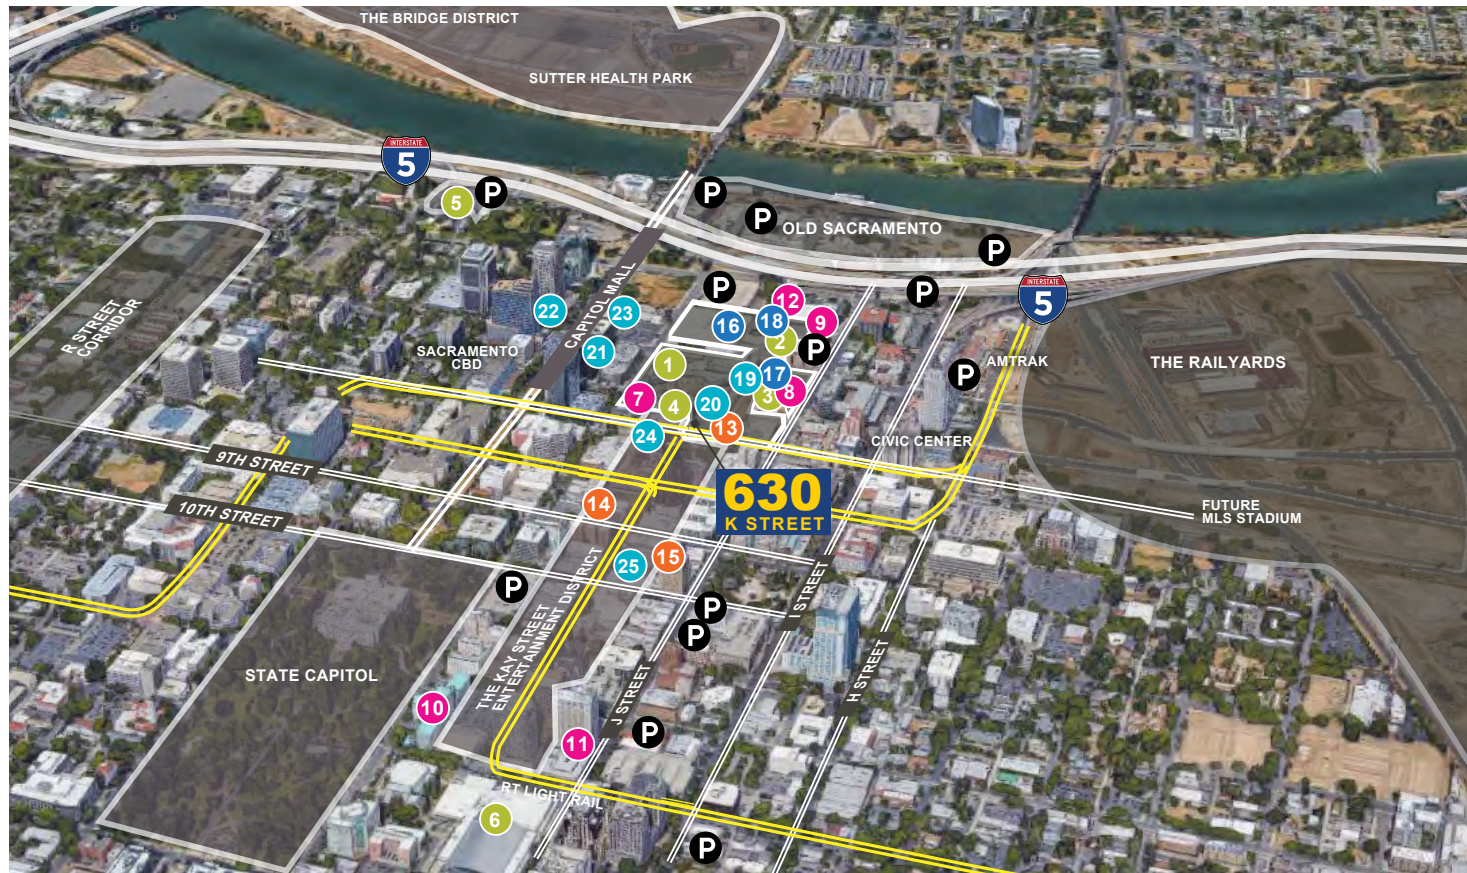 THE BRIDGE DISTRICT
SUTTER HEALTH PARK
INTERSTATE
5
P
5
P
P
P
OLD SACRAMENTO
P
R STREET
CORRIDOR
CAPITOL MALL
SACRAMENTO
CBD
22
23
21
P
12
16
18
9
2
P
P
INTERSTATE
5
AMTRAK
P
THE RAILYARDS
1
19
17
7
4
20
3
8
24
13
CIVIC CENTER
630
K STREET
9TH STREET
10TH STREET
14
FUTURE
MLS STADIUM
25
15
P
P
P
I STREET
THE KAY STREET
ENTERTAINMENT DISTRICT
STATE CAPITOL
J STREET
H STREET
10
11
P
RT LIGHT RAIL
6
P